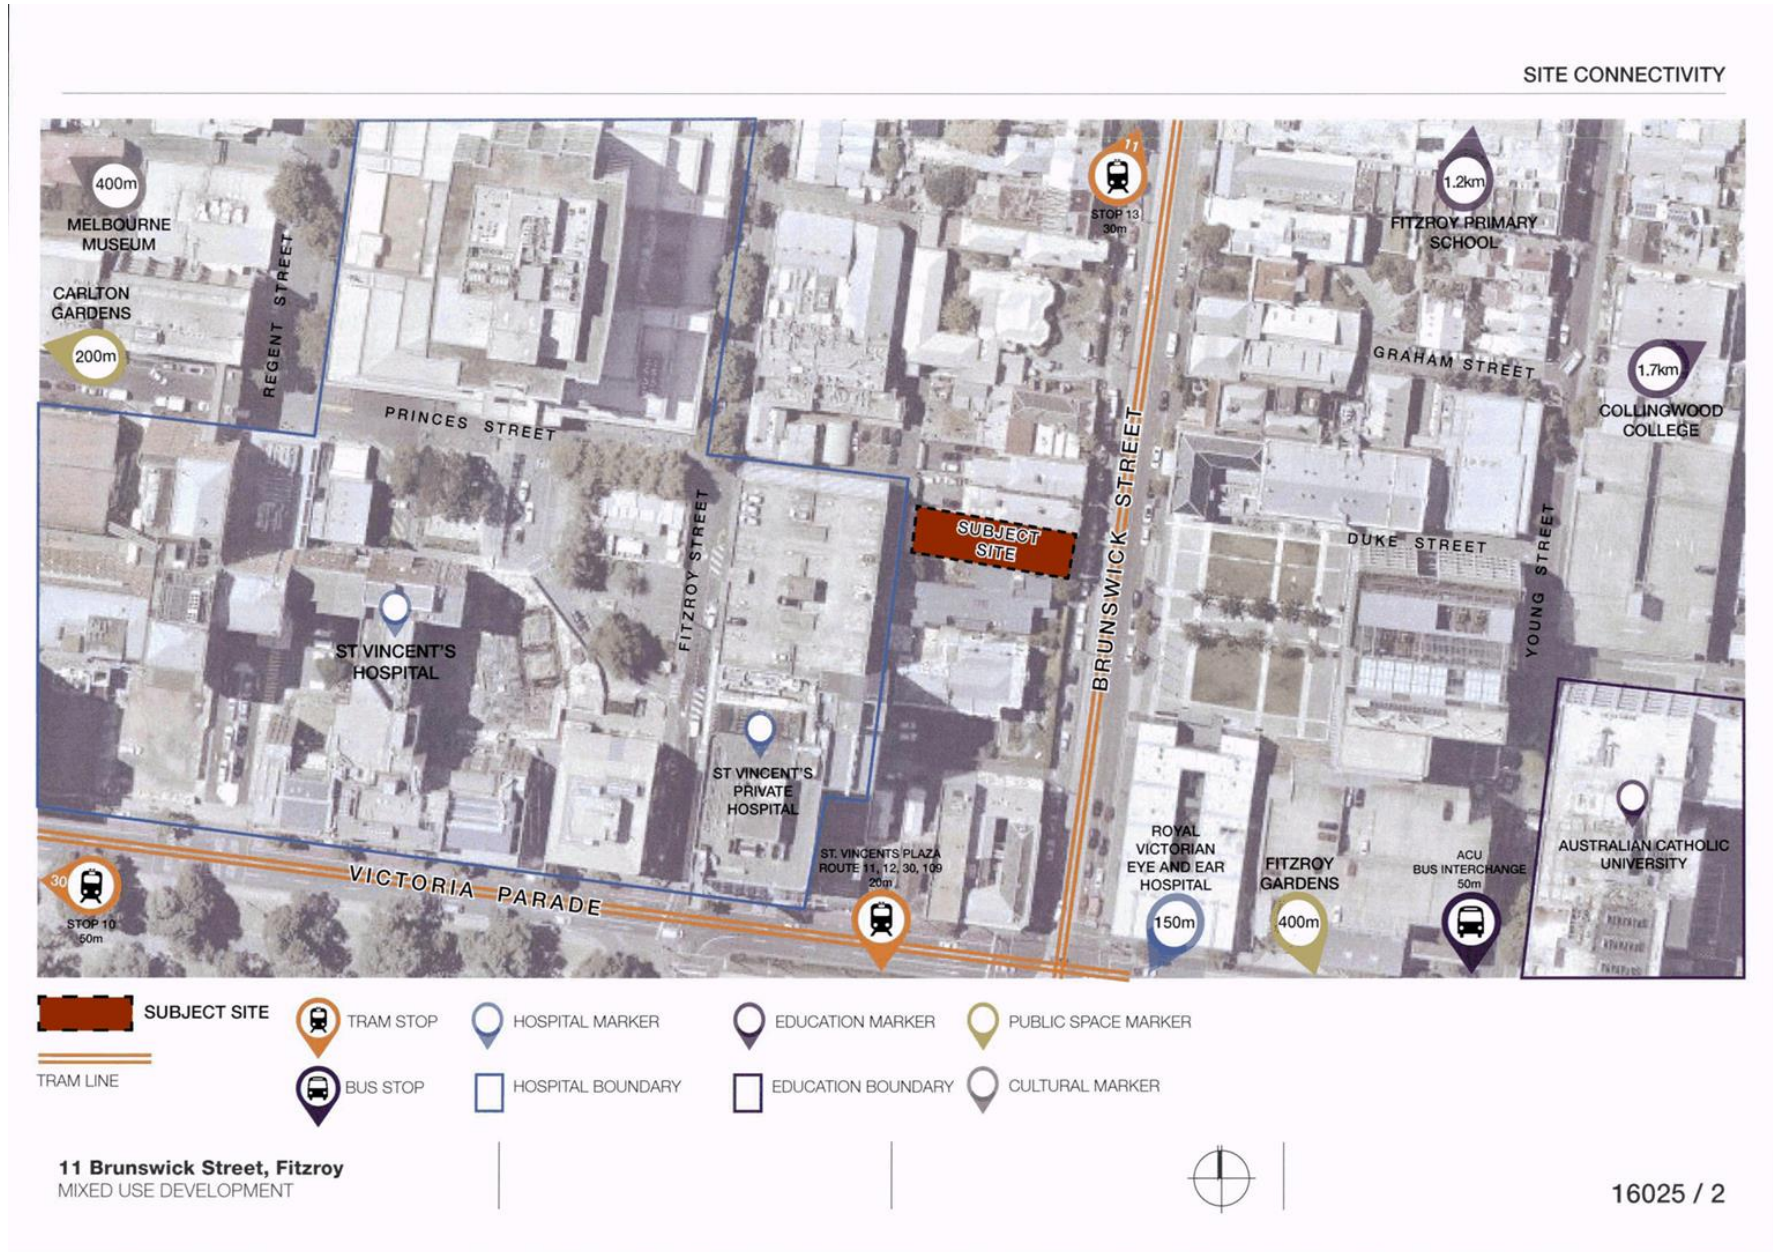 SITE CONNECTIVITY
400m
MELBOURNE
MUSEUM
CARLTON
GARDENS
200m
REGENT STREET
PRINCES STREET
FITZROY STREET
11
STOP 13
30m
1.2km
FITZROY PRIMARY
SCHOOL
GRAHAM STREET
1.7km
COLLINGWOOD
COLLEGE
BRUNSWICK STREET
SUBJECT
SITE
DUKE STREET
YOUNG STREET
ST VINCENT'S
HOSPITAL
ST VINCENT'S
PRIVATE
HOSPITAL
30
STOP 10
50m
VICTORIA PARADE
ST. VINCENTS PLAZA
ROUTE 11, 12, 30, 109
20m
ROYAL
VICTORIAN
EYE AND EAR
HOSPITAL
150m
FITZROY
GARDENS
400m
ACU
BUS INTERCHANGE
50m
AUSTRALIAN CATHOLIC
UNIVERSITY
SUBJECT SITE
TRAM LINE
TRAM STOP
BUS STOP
HOSPITAL MARKER
HOSPITAL BOUNDARY
EDUCATION MARKER
EDUCATION BOUNDARY
PUBLIC SPACE MARKER
CULTURAL MARKER
11 Brunswick Street, Fitzroy
MIXED USE DEVELOPMENT
16025 / 2